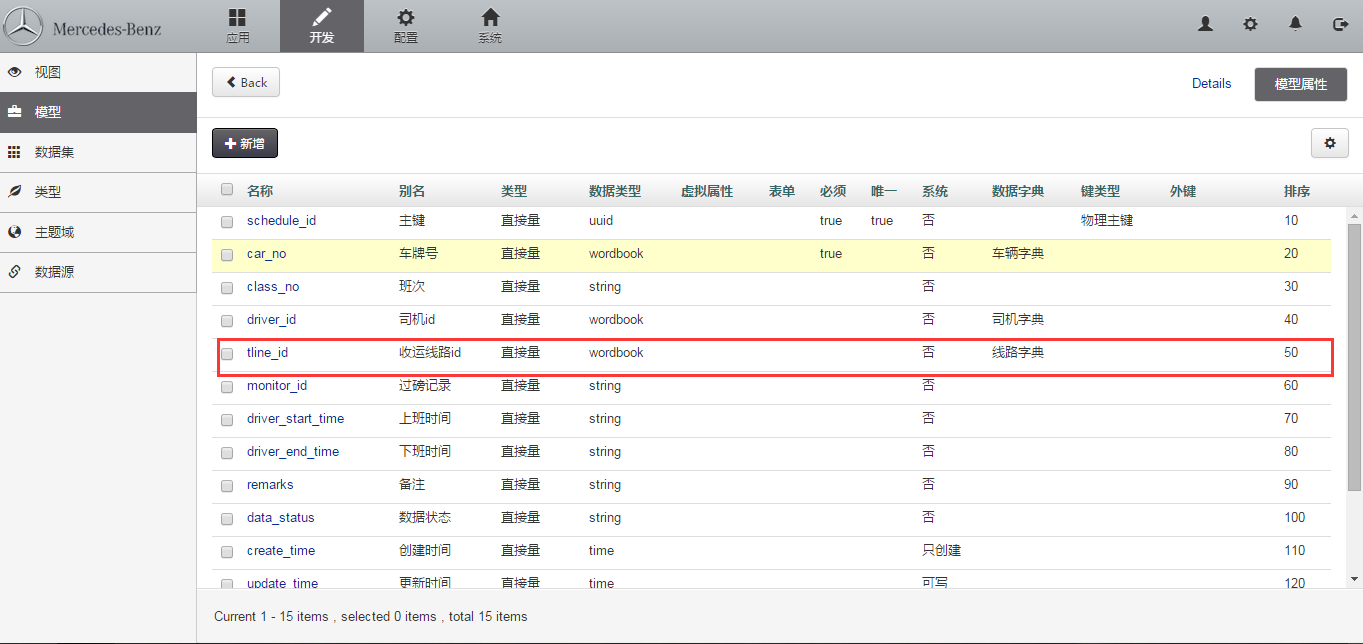 Mercedes-Benz
应用
开发
配置
系统
视图
模型
数据集
类型
主题域
数据源
Back
Details
模型属性
新增
名称 别名 类型 数据类型 虚拟属性 表单 必须 唯一 系统 数据字典 键类型 外键 排序
schedule_id 主键 直接量 uuid true true 否 物理主键 10
car_no 车牌号 直接量 wordbook true 否 车辆字典 20
class_no 班次 直接量 string 否 30
driver_id 司机id 直接量 wordbook 否 司机字典 40
tline_id 收运线路id 直接量 wordbook 否 线路字典 50
monitor_id 过磅记录 直接量 string 否 60
driver_start_time 上班时间 直接量 string 否 70
driver_end_time 下班时间 直接量 string 否 80
remarks 备注 直接量 string 否 90
data_status 数据状态 直接量 string 否 100
create_time 创建时间 直接量 time 只创建 110
update_time 更新时间 直接量 time 可写 120
Current 1 - 15 items , selected 0 items , total 15 items